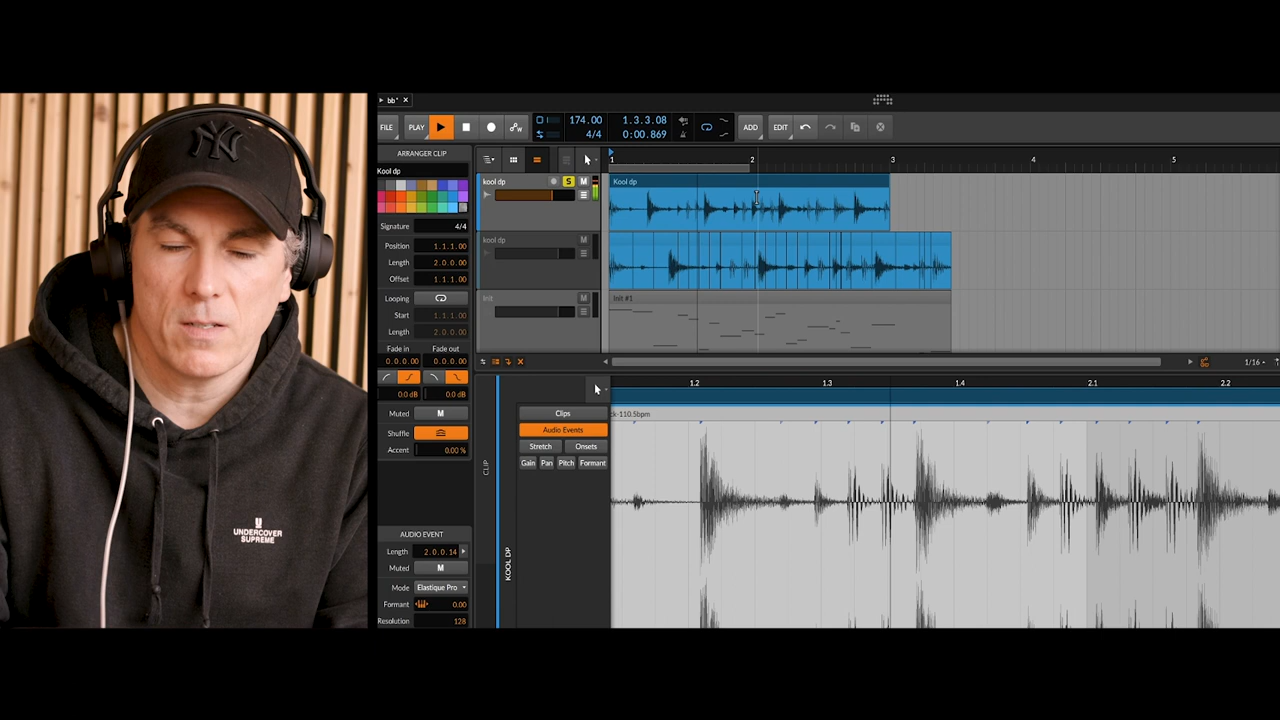 NY
UNDERCOVER
SUPREME
bb*
FILE
PLAY
174.00
4/4
1.3.3.08
0:00.869
ADD
EDIT
ARRANGER CLIP
Kool dp
Signature 4/4
Position 1.1.1.00
Length 2.0.0.00
Offset 1.1.1.00
Looping
Start 1.1.1.00
Length 2.0.0.00
Fade in Fade out
0.0.0.00 0.0.0.00
0.0 dB 0.0 dB
Muted M
Shuffle
Accent 0.00 %
AUDIO EVENT
Length 2.0.0.14
Muted M
Mode Elastique Pro
Formant 0.00
Resolution 128
1 2 3 4 5
kool dp S M
Kool dp
kool dp
Init M
Init #1
1/16
1.2 1.3 1.4 2.1 2.2
CLIP
KOOL DP
Clips
Audio Events
Stretch Onsets
Gain Pan Pitch Formant
ck-110.5bpm